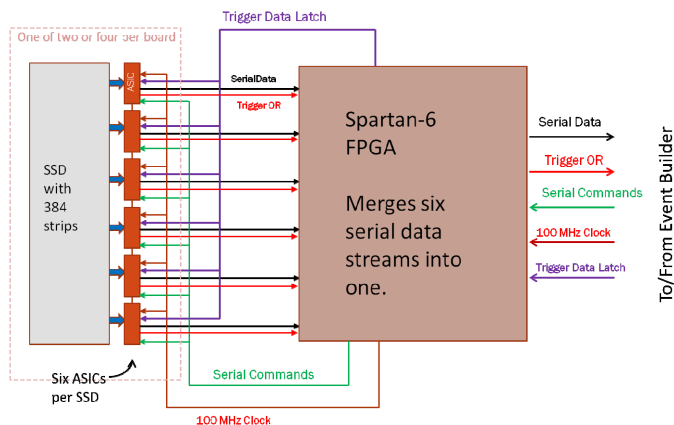 Trigger Data Latch
One of two or four per board
ASIC
SerialData
Trigger OR
SSD
with
384
strips
Spartan-6
FPGA
Merges six
serial data
streams into
one.
Serial Data
Trigger OR
Serial Commands
100 MHz Clock
Trigger Data Latch
To/From Event Builder
Six ASICs
per SSD
Serial Commands
100 MHz Clock